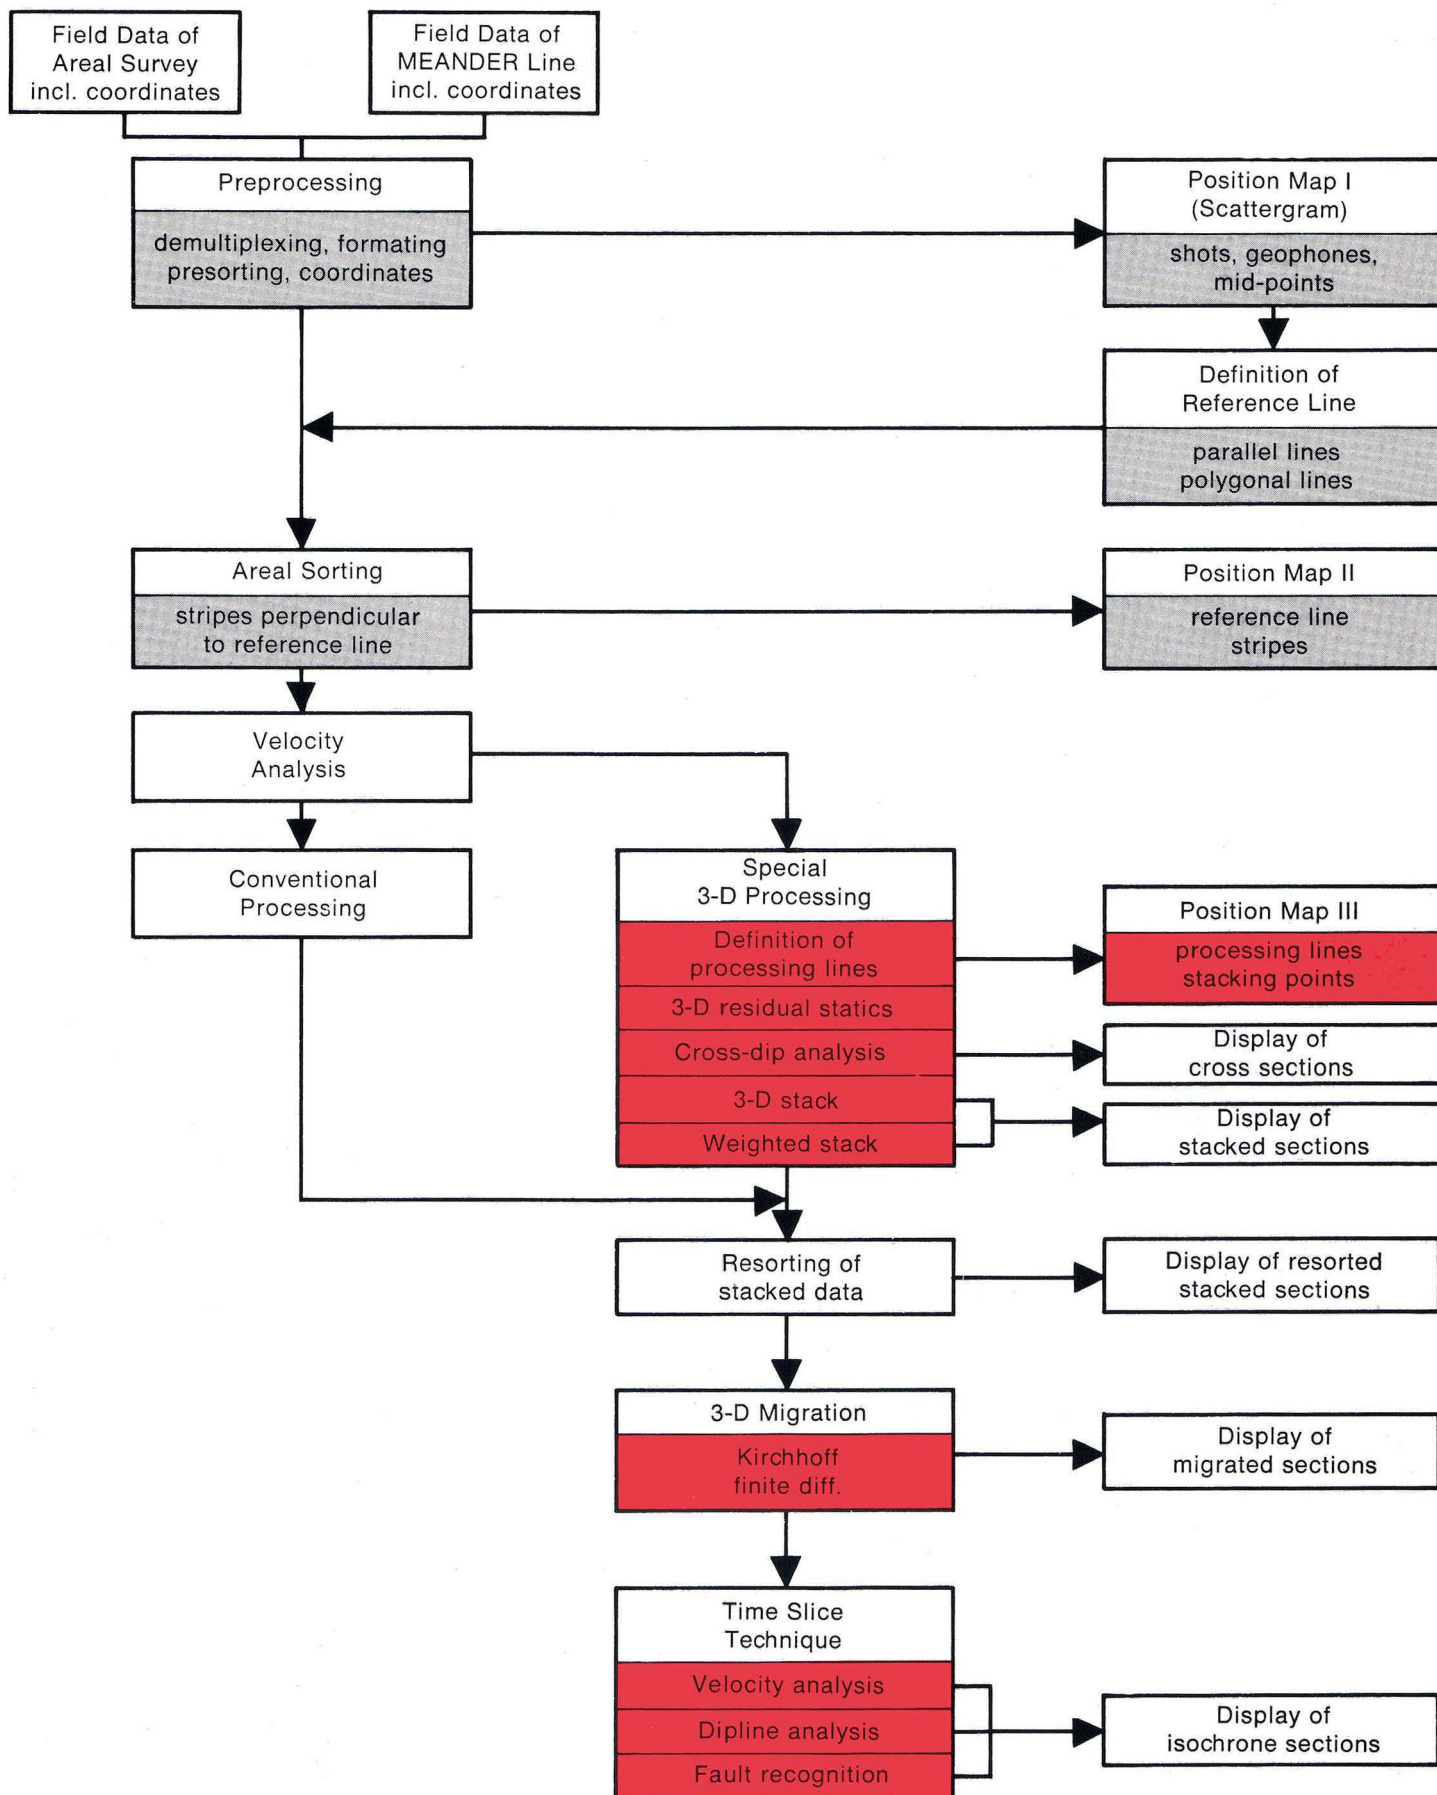 Field Data of
Areal Survey
incl. coordinates
Field Data of
MEANDER Line
incl. coordinates
Preprocessing
demultiplexing, formating
presorting, coordinates
Position Map I
(Scattergram)
shots, geophones,
mid-points
Definition of
Reference Line
parallel lines
polygonal lines
Areal Sorting
stripes perpendicular
to reference line
Position Map II
reference line
stripes
Velocity
Analysis
Conventional
Processing
Special
3-D Processing
Definition of
processing lines
3-D residual statics
Cross-dip analysis
3-D stack
Weighted stack
Position Map III
processing lines
stacking points
Display of
cross sections
Display of
stacked sections
Resorting of
stacked data
Display of resorted
stacked sections
3-D Migration
Kirchhoff
finite diff.
Display of
migrated sections
Time Slice
Technique
Velocity analysis
Dipline analysis
Fault recognition
Display of
isochrone sections